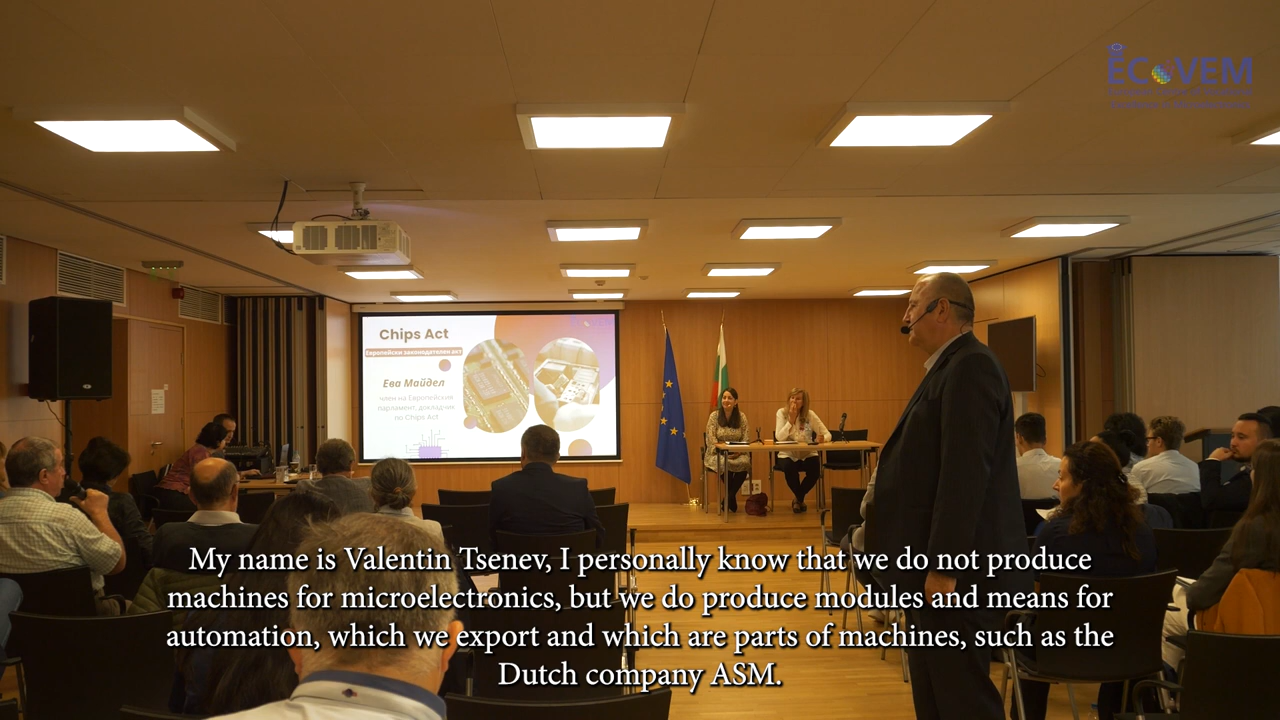 ECOVEM
Chips Act
Европейски законодателен акт
Ева Майдел
член на Европейския
парламент, докладчик
по Chips Act
My name is Valentin Tsenev, I personally know that we do not produce
machines for microelectronics, but we do produce modules and means for
automation, which we export and which are parts of machines, such as the
Dutch company ASM.